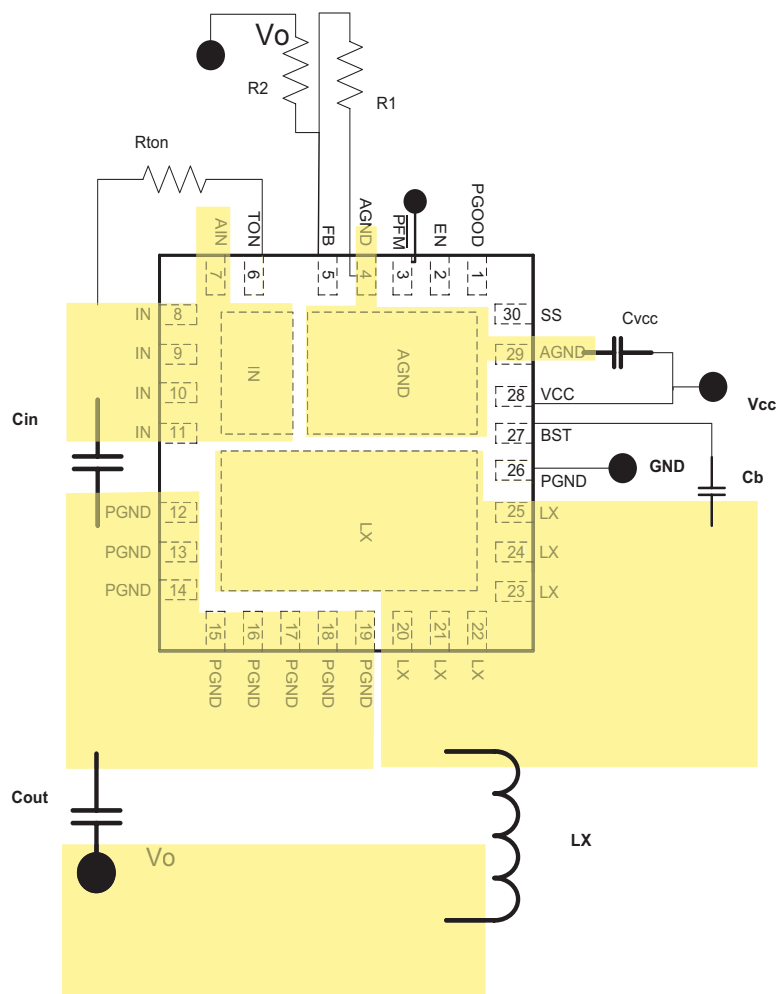 Vo
R2
R1
Rton
AIN
TON
FB
AGND
PFM
EN
PGOOD
7
6
5
4
3
2
1
IN 8
IN 9
IN 10
IN 11
30 SS
29 AGND
28 VCC
27 BST
26 PGND
25 LX
24 LX
23 LX
Cvcc
Vcc
GND
Cb
Cin
IN
AGND
LX
PGND 12
PGND 13
PGND 14
15
16
17
18
19
20
21
22
PGND
PGND
PGND
PGND
PGND
LX
LX
LX
Cout
Vo
LX